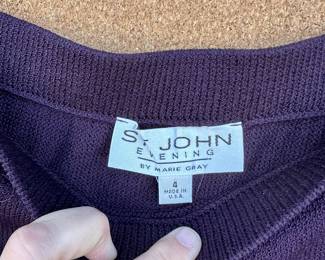 ST. JOHN
EVENING
BY MARIE GRAY
4
MADE IN
U.S.A.